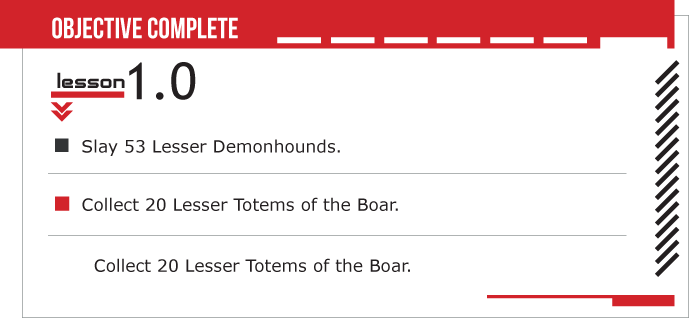 OBJECTIVE COMPLETE
lesson 1.0
Slay 53 Lesser Demonhounds.
Collect 20 Lesser Totems of the Boar.
Collect 20 Lesser Totems of the Boar.